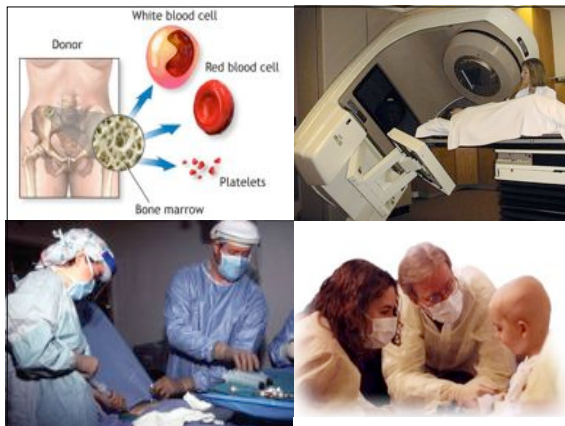 White blood cell
Donor
Red blood cell
Platelets
Bone marrow